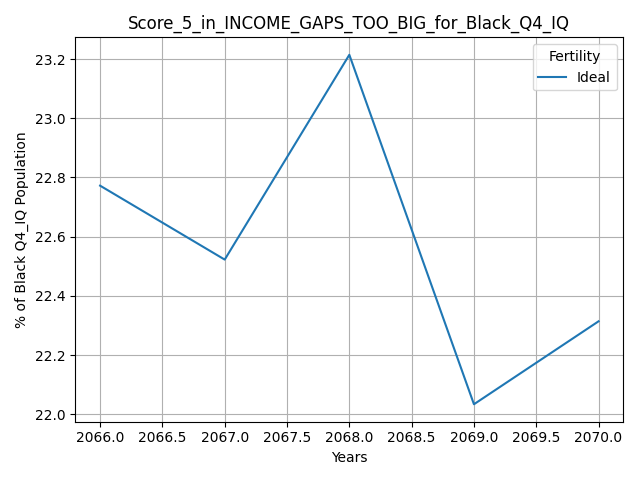 Score_5_in_INCOME_GAPS_TOO_BIG_for_Black_Q4_IQ
Fertility
Ideal
% of Black Q4_IQ Population
23.2
23.0
22.8
22.6
22.4
22.2
22.0
2066.0 2066.5 2067.0 2067.5 2068.0 2068.5 2069.0 2069.5 2070.0
Years